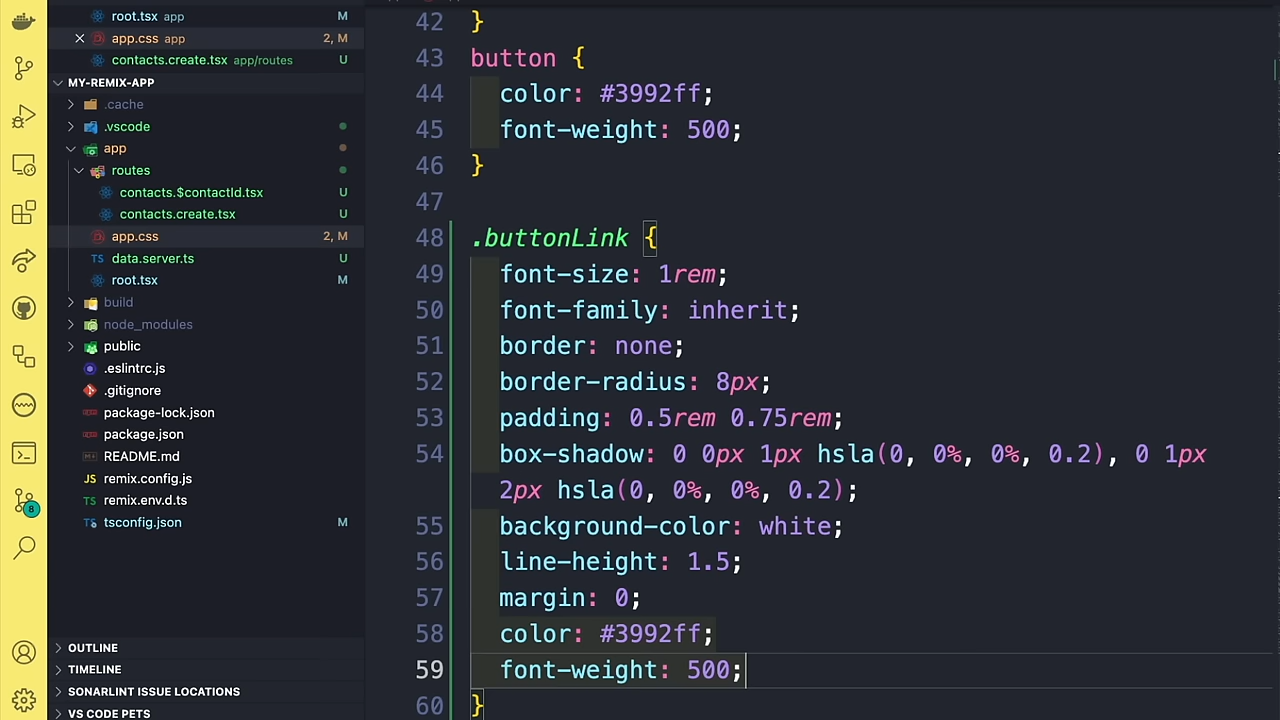 root.tsx app M
app.css app 2, M
contacts.create.tsx app/routes U
MY-REMIX-APP
.cache
.vscode
app
routes
contacts.$contactId.tsx U
contacts.create.tsx U
app.css 2, M
TS data.server.ts U
root.tsx M
build
node_modules
public
.eslintrc.js
.gitignore
package-lock.json
package.json
README.md
JS remix.config.js
TS remix.env.d.ts
tsconfig.json M
8
OUTLINE
TIMELINE
SONARLINT ISSUE LOCATIONS
VS CODE PETS
42 }
43 button {
44 color: #3992ff;
45 font-weight: 500;
46 }
47
48 .buttonLink {
49 font-size: 1rem;
50 font-family: inherit;
51 border: none;
52 border-radius: 8px;
53 padding: 0.5rem 0.75rem;
54 box-shadow: 0 0px 1px hsla(0, 0%, 0%, 0.2), 0 1px
2px hsla(0, 0%, 0%, 0.2);
55 background-color: white;
56 line-height: 1.5;
57 margin: 0;
58 color: #3992ff;
59 font-weight: 500;
60 }